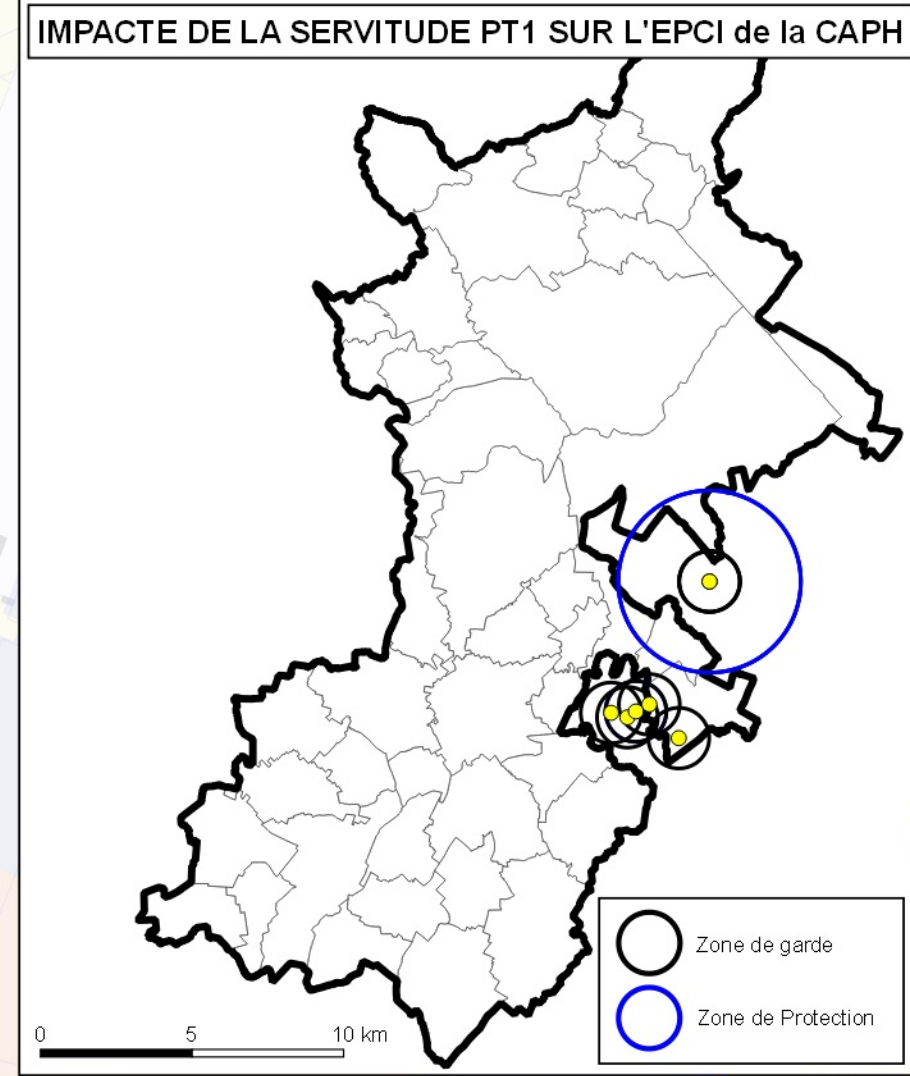 IMPACTE DE LA SERVITUDE PT1 SUR L'EPCI de la CAPH
Zone de garde
Zone de Protection
0 5 10 km